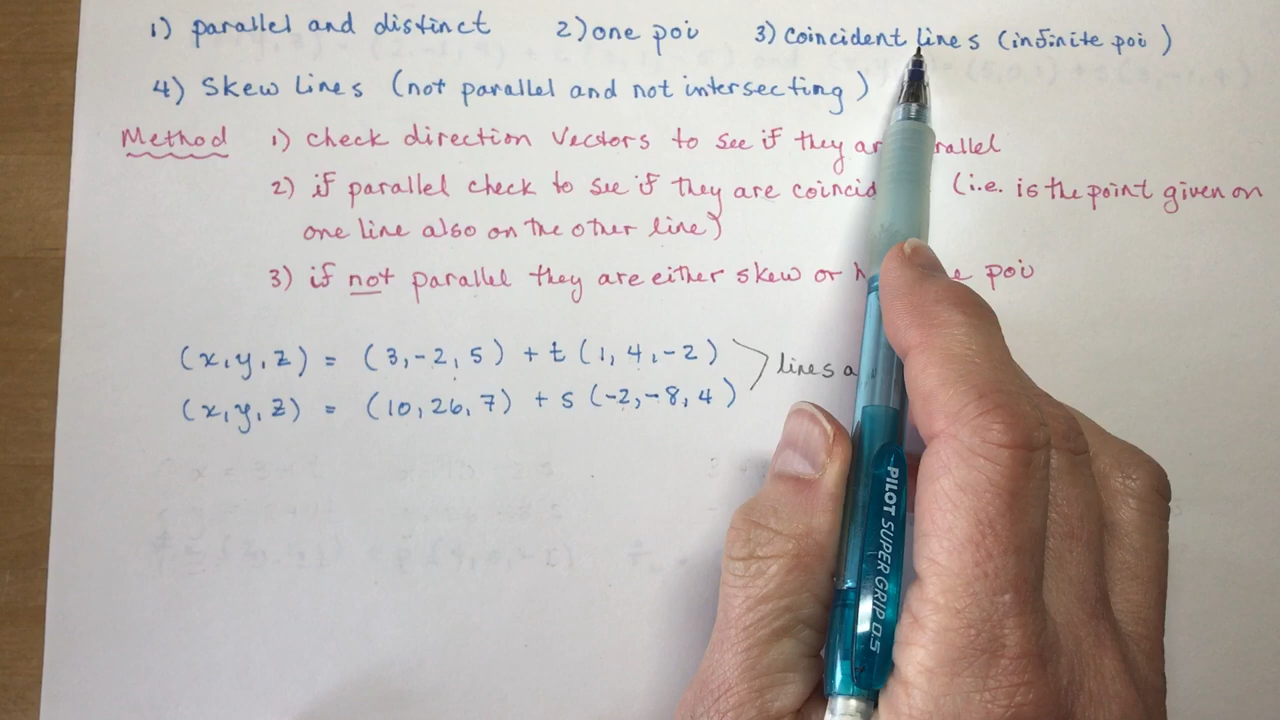 1) parallel and distinct 2) one poi 3) coincident lines (infinite poi)
4) Skew Lines (not parallel and not intersecting)
Method 1) check direction vectors to see if they ar rallel
2) if parallel check to see if they are coincid (i.e. is the point given on
one line also on the other line)
3) if not parallel they are either skew or h e poi
(x,y,z) = (3,-2,5) + t (1,4,-2)
(x,y,z) = (10,26,7) + s (-2,-8,4)
lines a
PILOT SUPER GRIP 0.5